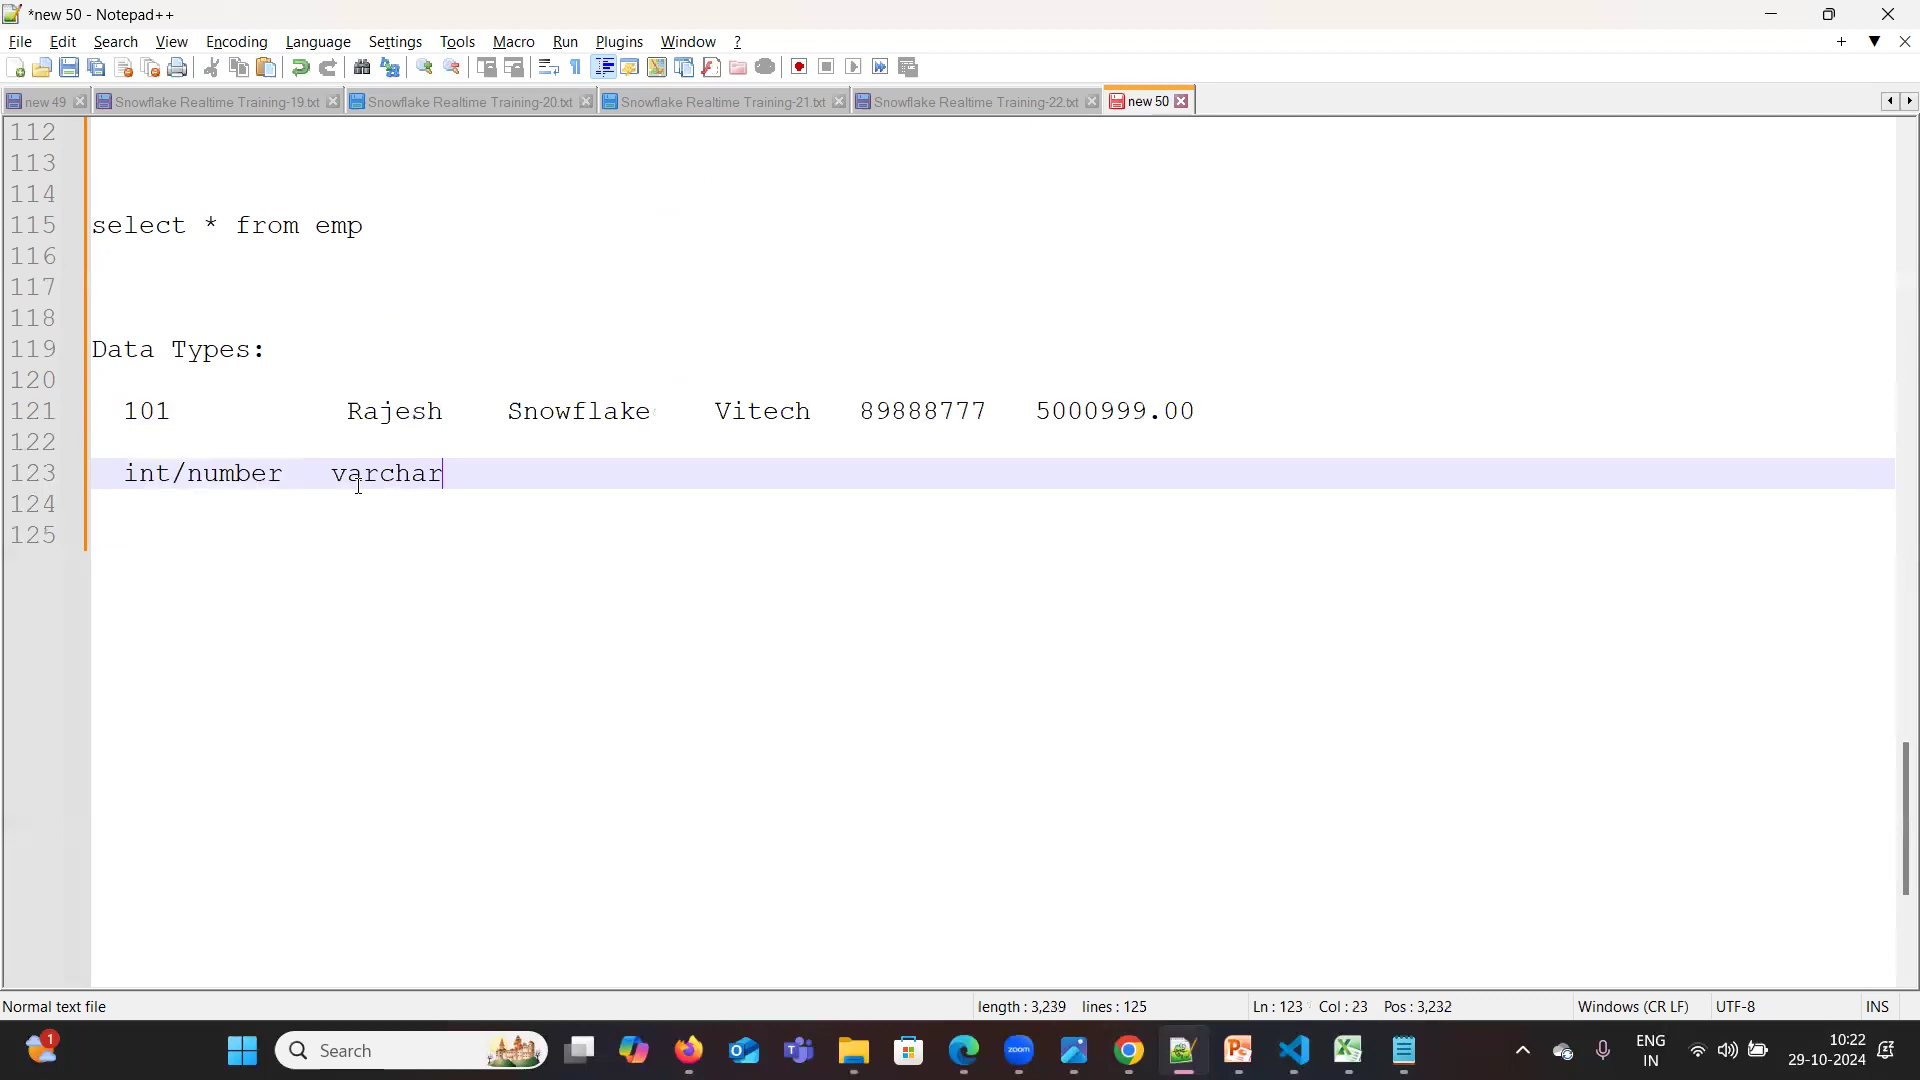 *new 50 - Notepad++
File Edit Search View Encoding Language Settings Tools Macro Run Plugins Window ?
new 49 Snowflake Realtime Training-19.txt Snowflake Realtime Training-20.txt Snowflake Realtime Training-21.txt Snowflake Realtime Training-22.txt new 50
112
113
114
115 select * from emp
116
117
118
119 Data Types:
120
121 101 Rajesh Snowflake Vitech 89888777 5000999.00
122
123 int/number varchar
124
125
Normal text file length : 3,239 lines : 125 Ln : 123 Col : 23 Pos : 3,232 Windows (CR LF) UTF-8 INS
1 Search zoom ENG 10:22
IN 29-10-2024